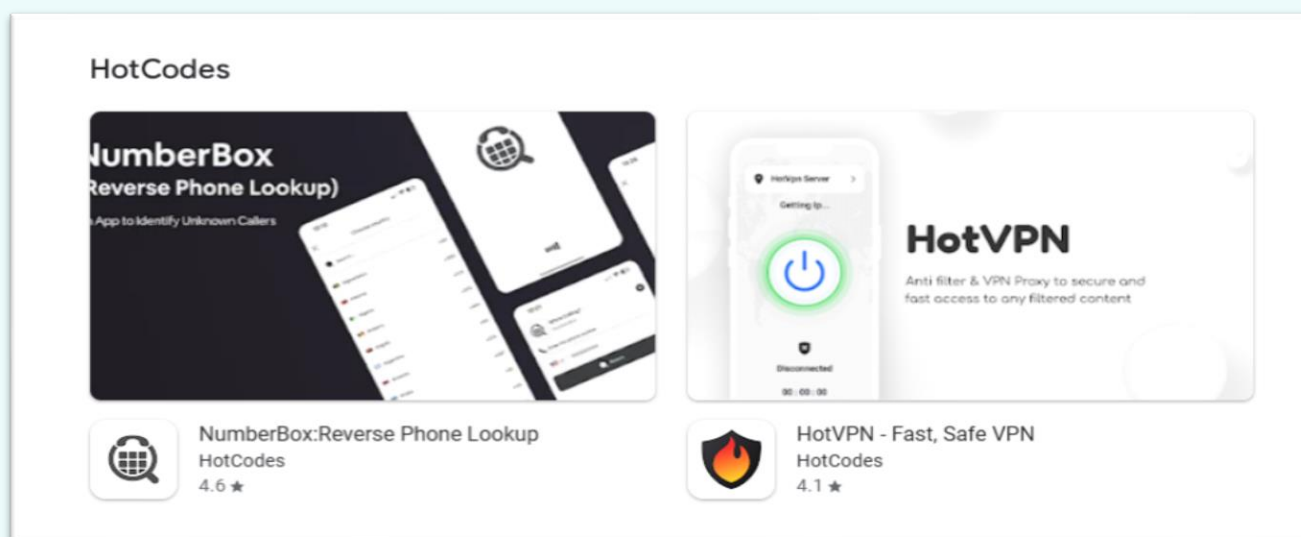 HotCodes
NumberBox
Reverse Phone Lookup)
App to Identify Unknown Callers
HotVpn Server
Getting Ip...
HotVPN
Anti filter & VPN Proxy to secure and
fast access to any filtered content
Disconnected
00 : 00 : 00
NumberBox:Reverse Phone Lookup
HotCodes
4.6 ★
HotVPN - Fast, Safe VPN
HotCodes
4.1 ★